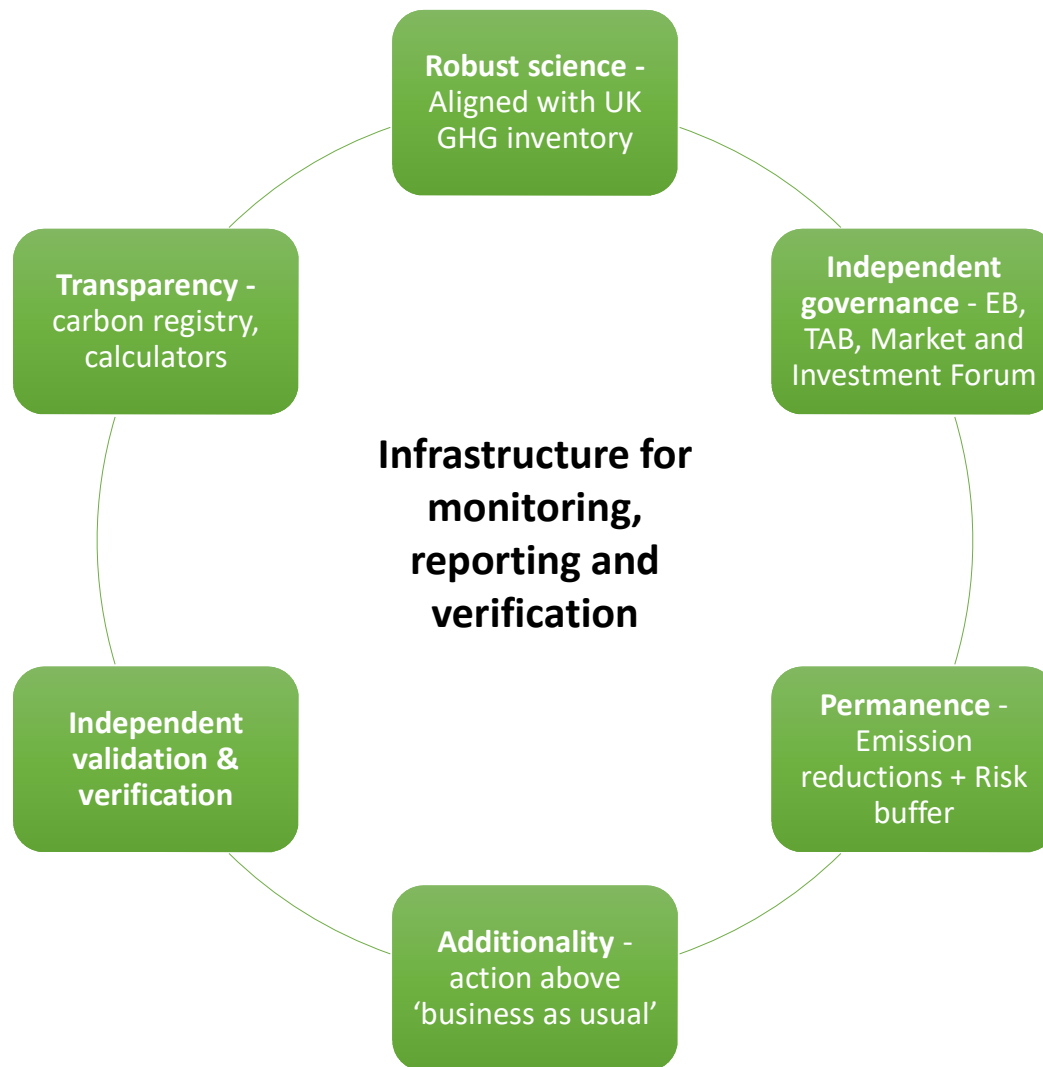 Robust science -
Aligned with UK
GHG inventory
Independent
governance - EB,
TAB, Market and
Investment Forum
Permanence -
Emission
reductions + Risk
buffer
Additionality -
action above
‘business as usual’
Independent
validation &
verification
Transparency -
carbon registry,
calculators
Infrastructure for
monitoring,
reporting and
verification